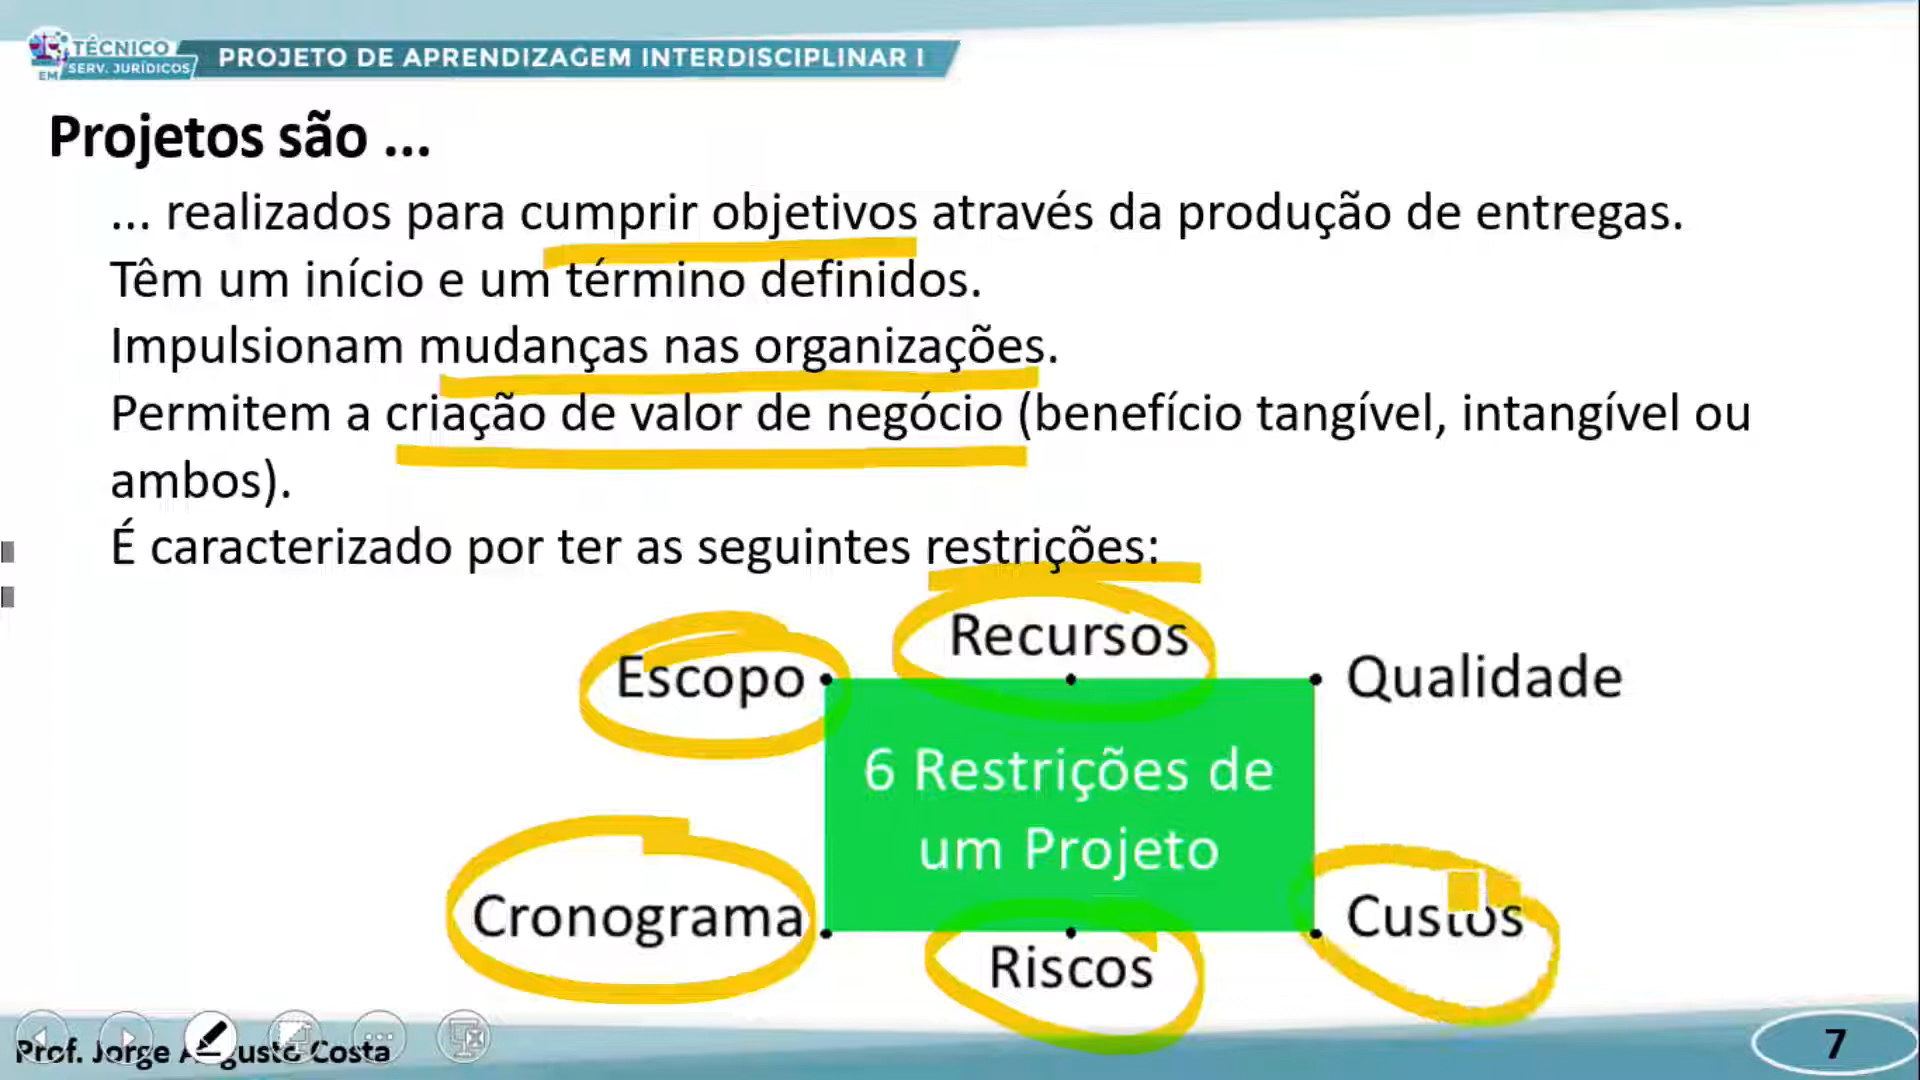 TÉCNICO
EM SERV. JURÍDICOS
PROJETO DE APRENDIZAGEM INTERDISCIPLINAR I
Projetos são ...
... realizados para cumprir objetivos através da produção de entregas.
Têm um início e um término definidos.
Impulsionam mudanças nas organizações.
Permitem a criação de valor de negócio (benefício tangível, intangível ou
ambos).
É caracterizado por ter as seguintes restrições:
Recursos
Escopo
Qualidade
6 Restrições de
um Projeto
Cronograma
Custos
Riscos
Prof. Jorge Augusto Costa
7